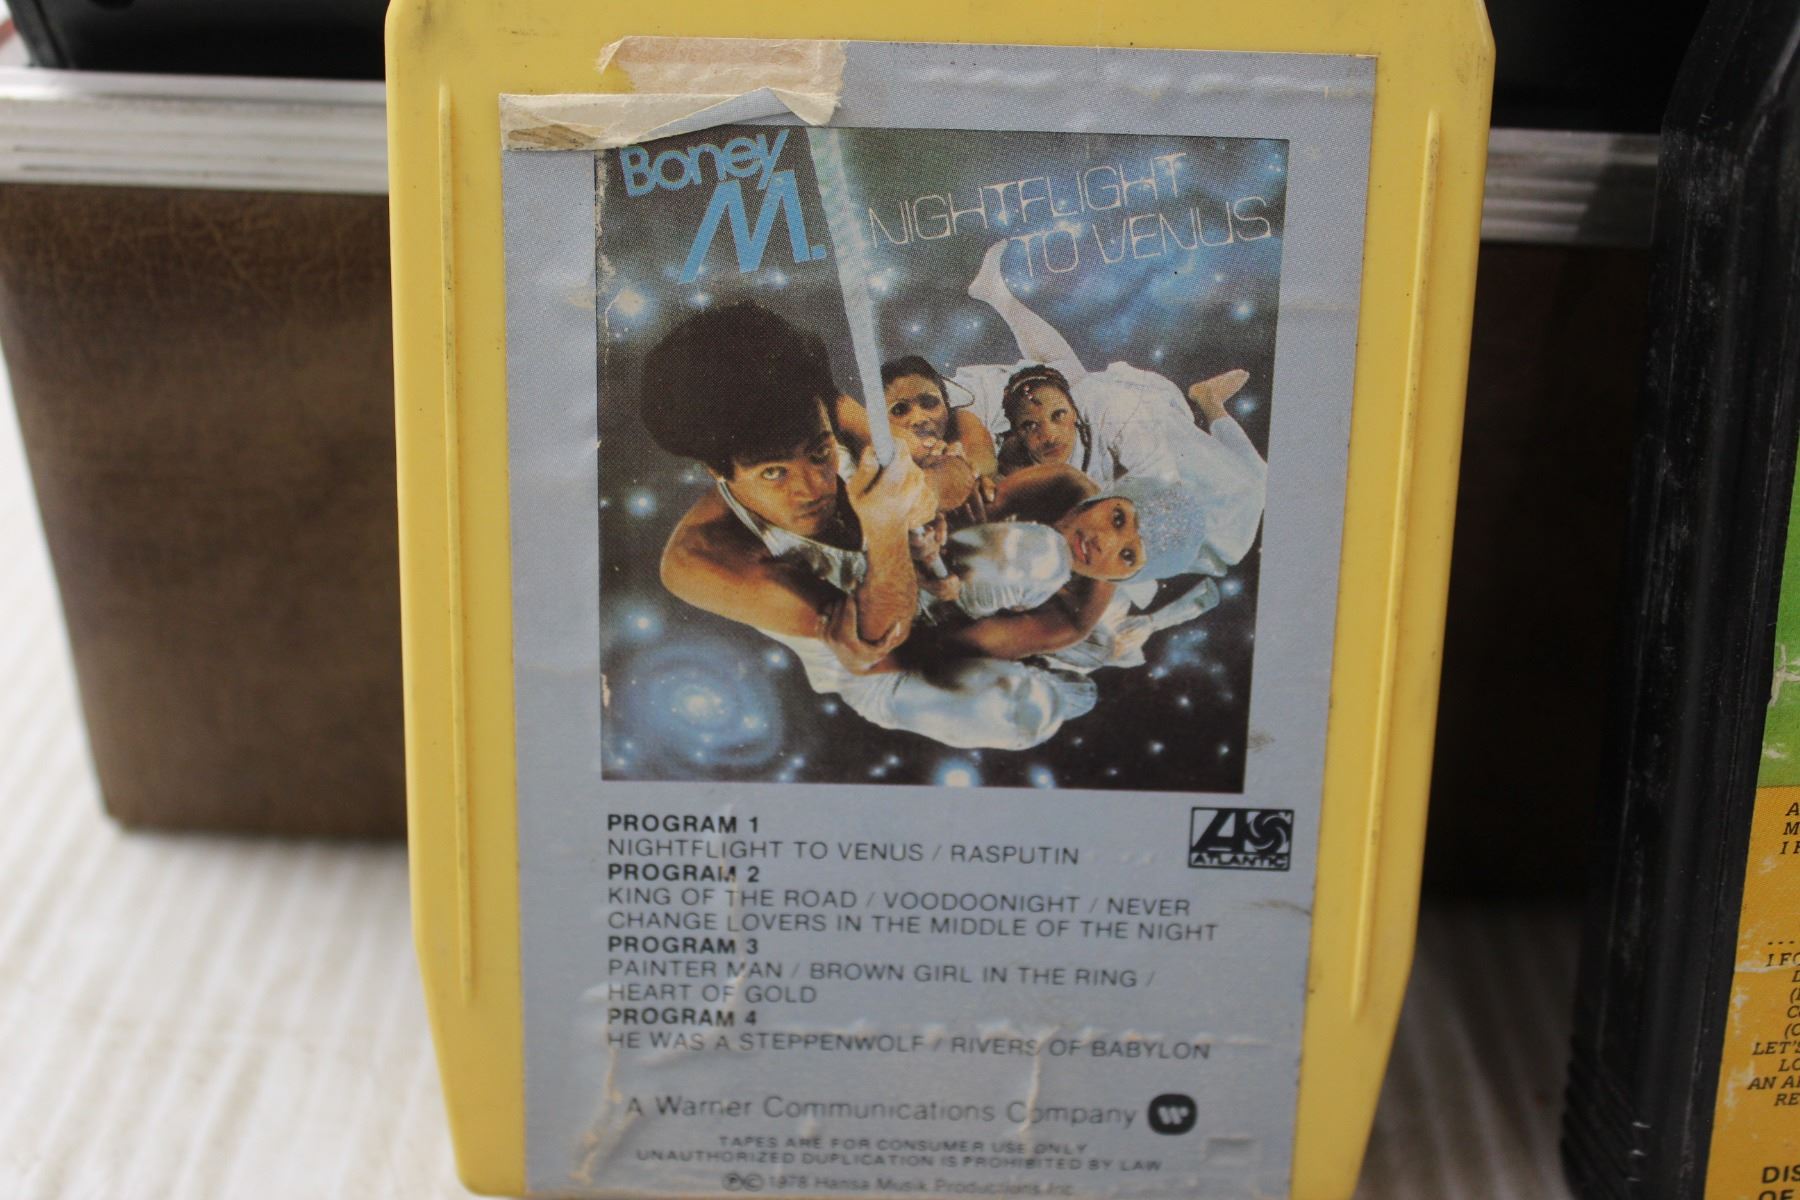 Boney
M.
NIGHTFLIGHT
TO VENUS
PROGRAM 1
NIGHTFLIGHT TO VENUS / RASPUTIN
ATLANTIC
PROGRAM 2
KING OF THE ROAD / VOODOONIGHT / NEVER
CHANGE LOVERS IN THE MIDDLE OF THE NIGHT
PROGRAM 3
PAINTER MAN / BROWN GIRL IN THE RING /
HEART OF GOLD
PROGRAM 4
HE WAS A STEPPENWOLF / RIVERS OF BABYLON
A Warner Communications Company
TAPES ARE FOR CONSUMER USE ONLY
UNAUTHORIZED DUPLICATION IS PROHIBITED BY LAW
℗© 1978 Hansa Musik Productions Inc
LET'S
AN